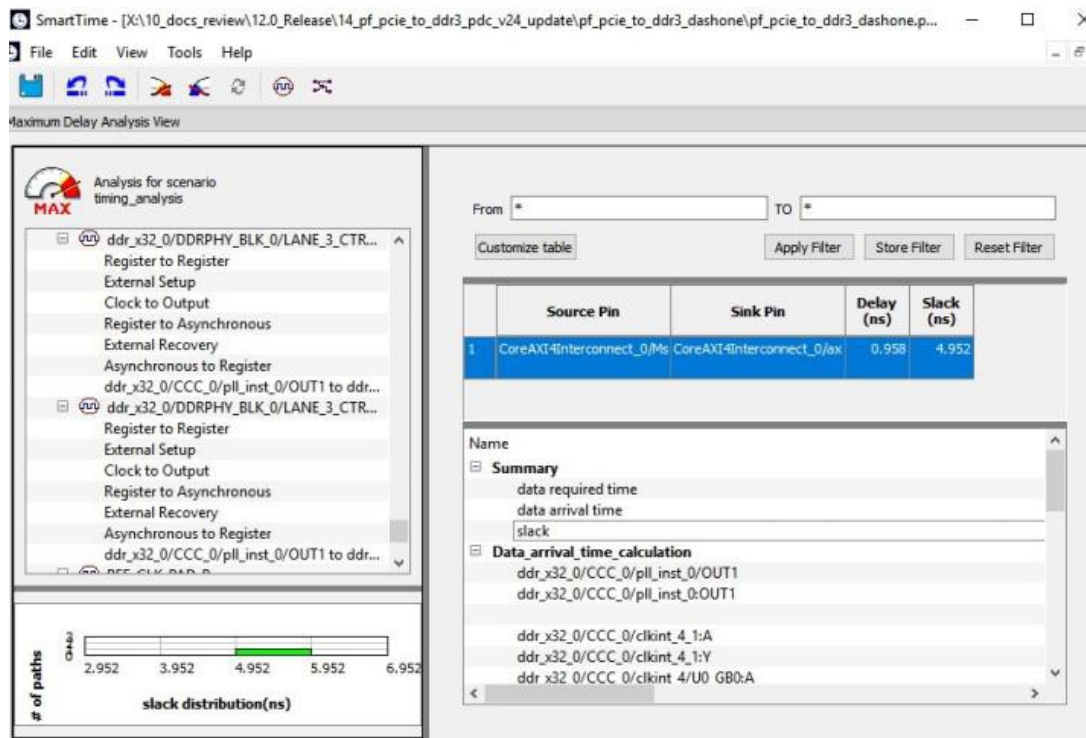 SmartTime - [X:\10_docs_review\12.0_Release\14_pf_pcie_to_ddr3_pdc_v24_update\pf_pcie_to_ddr3_dashone\pf_pcie_to_ddr3_dashone.p...
File Edit View Tools Help
Maximum Delay Analysis View
MAX
Analysis for scenario
timing_analysis
ddr_x32_0/DDRPHY_BLK_0/LANE_3_CTR...
Register to Register
External Setup
Clock to Output
Register to Asynchronous
External Recovery
Asynchronous to Register
ddr_x32_0/CCC_0/pll_inst_0/OUT1 to ddr...
ddr_x32_0/DDRPHY_BLK_0/LANE_3_CTR...
Register to Register
External Setup
Clock to Output
Register to Asynchronous
External Recovery
Asynchronous to Register
ddr_x32_0/CCC_0/pll_inst_0/OUT1 to ddr...
# of paths
2.952 3.952 4.952 5.952 6.952
slack distribution(ns)
From * TO *
Customize table Apply Filter Store Filter Reset Filter
Source Pin Sink Pin Delay (ns) Slack (ns)
1 CoreAXI4Interconnect_0/Ms CoreAXI4Interconnect_0/ax 0.958 4.952
Name
Summary
data required time
data arrival time
slack
Data_arrival_time_calculation
ddr_x32_0/CCC_0/pll_inst_0/OUT1
ddr_x32_0/CCC_0/pll_inst_0:OUT1
ddr_x32_0/CCC_0/clkint_4_1:A
ddr_x32_0/CCC_0/clkint_4_1:Y
ddr_x32_0/CCC_0/clkint_4/U0_GB0:A